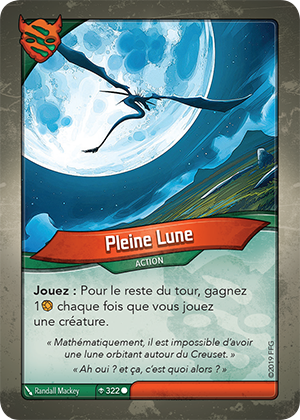 Pleine Lune
ACTION
Jouez : Pour le reste du tour, gagnez
1 chaque fois que vous jouez
une créature.
« Mathématiquement, il est impossible d'avoir
une lune orbitant autour du Creuset. »
« Ah oui ? et ça, c'est quoi alors ? »
Randall Mackey
322
©2019 FFG